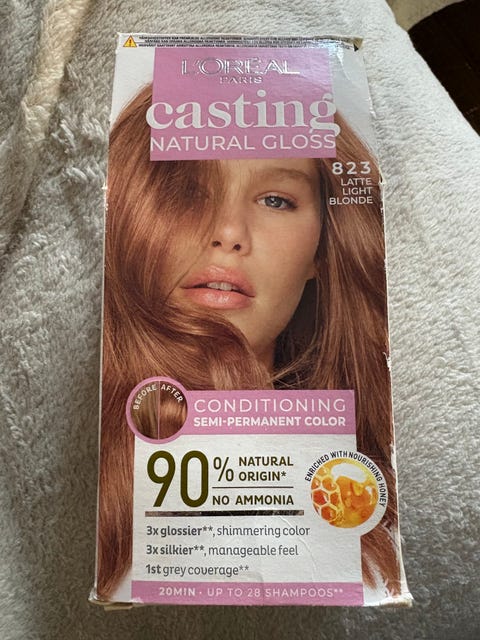 L'ORÉAL
PARIS
casting
NATURAL GLOSS
823
LATTE
LIGHT
BLONDE
BEFORE AFTER
CONDITIONING
SEMI-PERMANENT COLOR
90% NATURAL
ORIGIN*
NO AMMONIA
ENRICHED WITH NOURISHING HONEY
3x glossier**, shimmering color
3x silkier**, manageable feel
1st grey coverage**
20MIN · UP TO 28 SHAMPOOS**